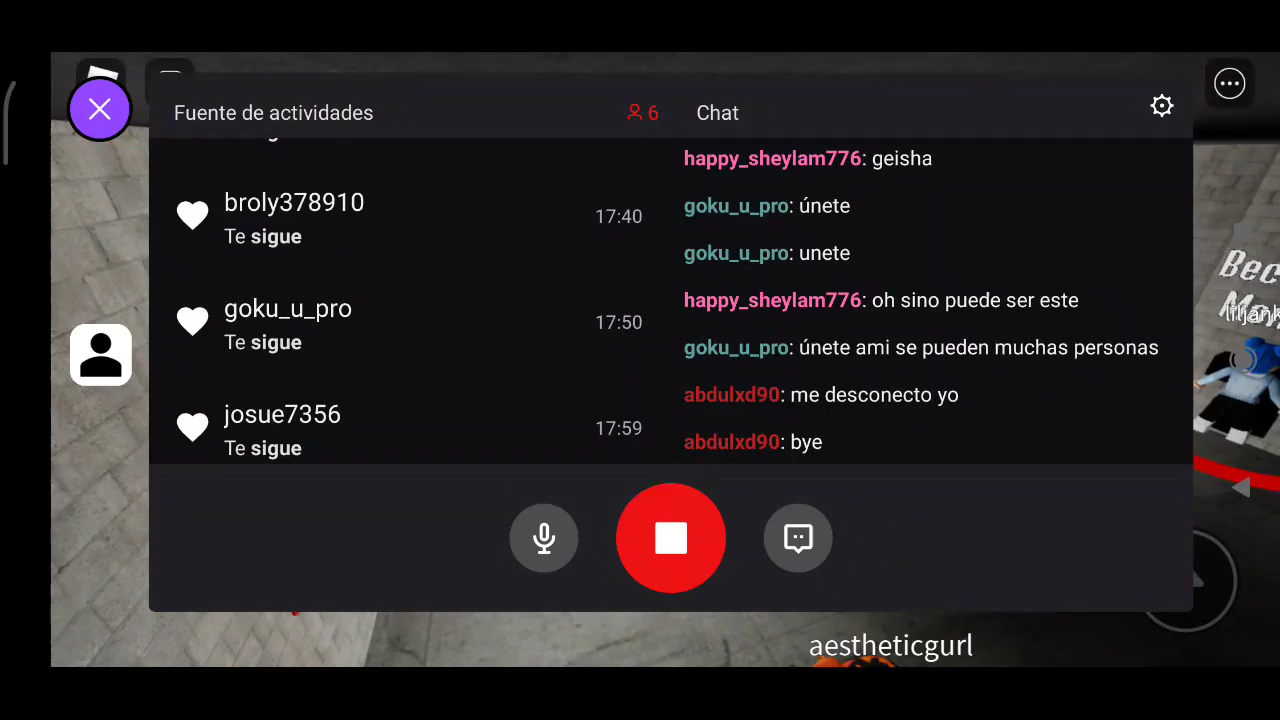 Fuente de actividades
6
Chat
broly378910
Te sigue
17:40
goku_u_pro
Te sigue
17:50
josue7356
Te sigue
17:59
happy_sheylam776: geisha
goku_u_pro: únete
goku_u_pro: unete
happy_sheylam776: oh sino puede ser este
goku_u_pro: únete ami se pueden muchas personas
abdulxd90: me desconecto yo
abdulxd90: bye
Bec
aestheticgurl